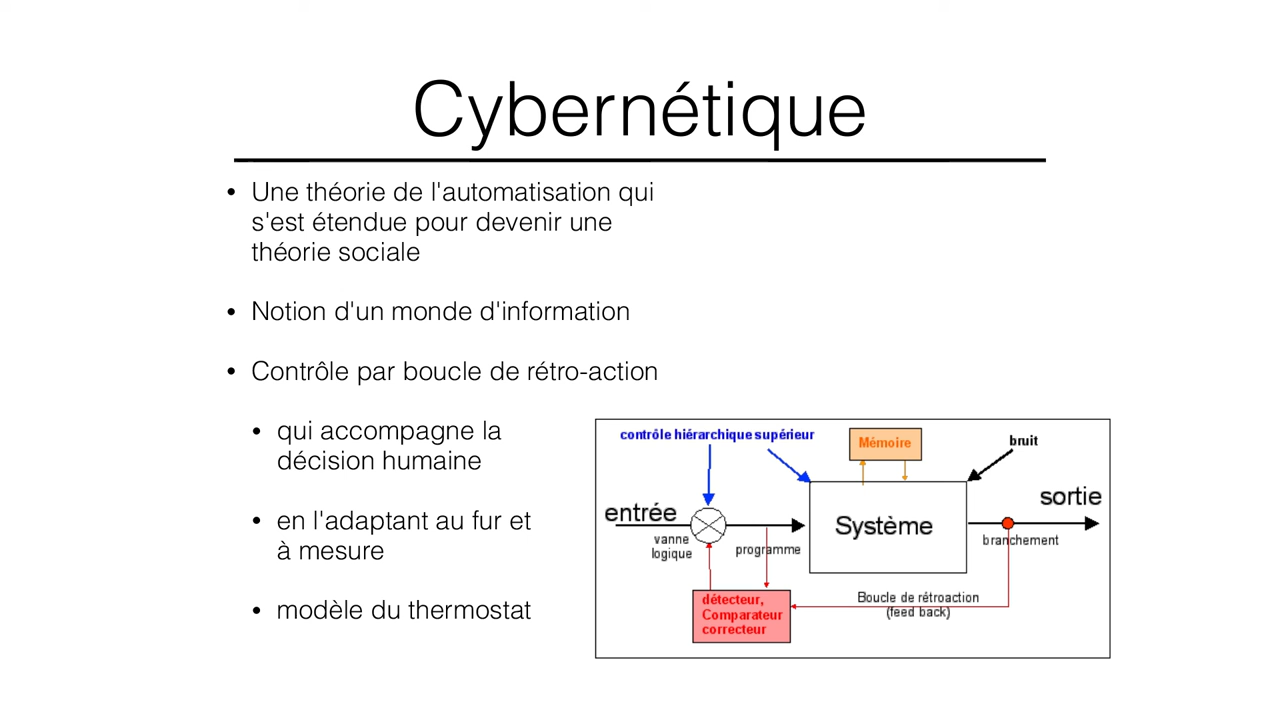 Cybernétique
• Une théorie de l'automatisation qui
s'est étendue pour devenir une
théorie sociale
• Notion d'un monde d'information
• Contrôle par boucle de rétro-action
• qui accompagne la
décision humaine
• en l'adaptant au fur et
à mesure
• modèle du thermostat
contrôle hiérarchique supérieur
Mémoire
bruit
entrée
sortie
Système
vanne
logique
programme
branchement
détecteur,
Comparateur
correcteur
Boucle de rétroaction
(feed back)